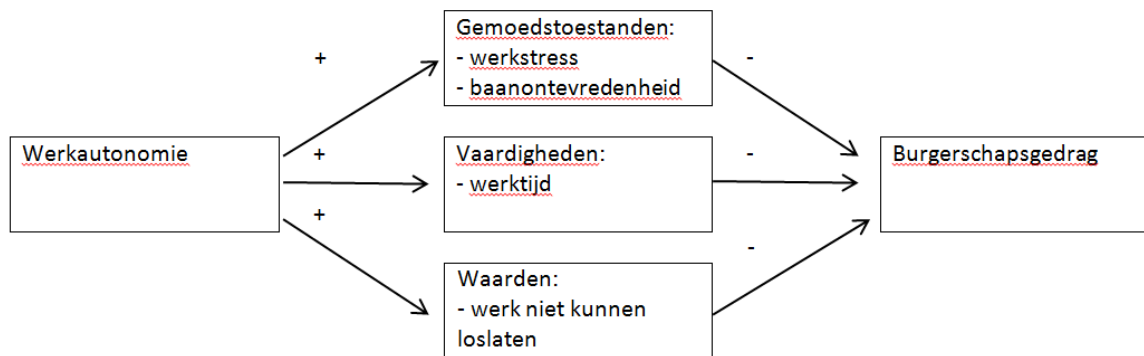 Gemoedstoestanden:
- werkstress
- baanontevredenheid
+
-
Werkautonomie
+
Vaardigheden:
- werktijd
-
Burgerschapsgedrag
+
-
Waarden:
- werk niet kunnen
loslaten